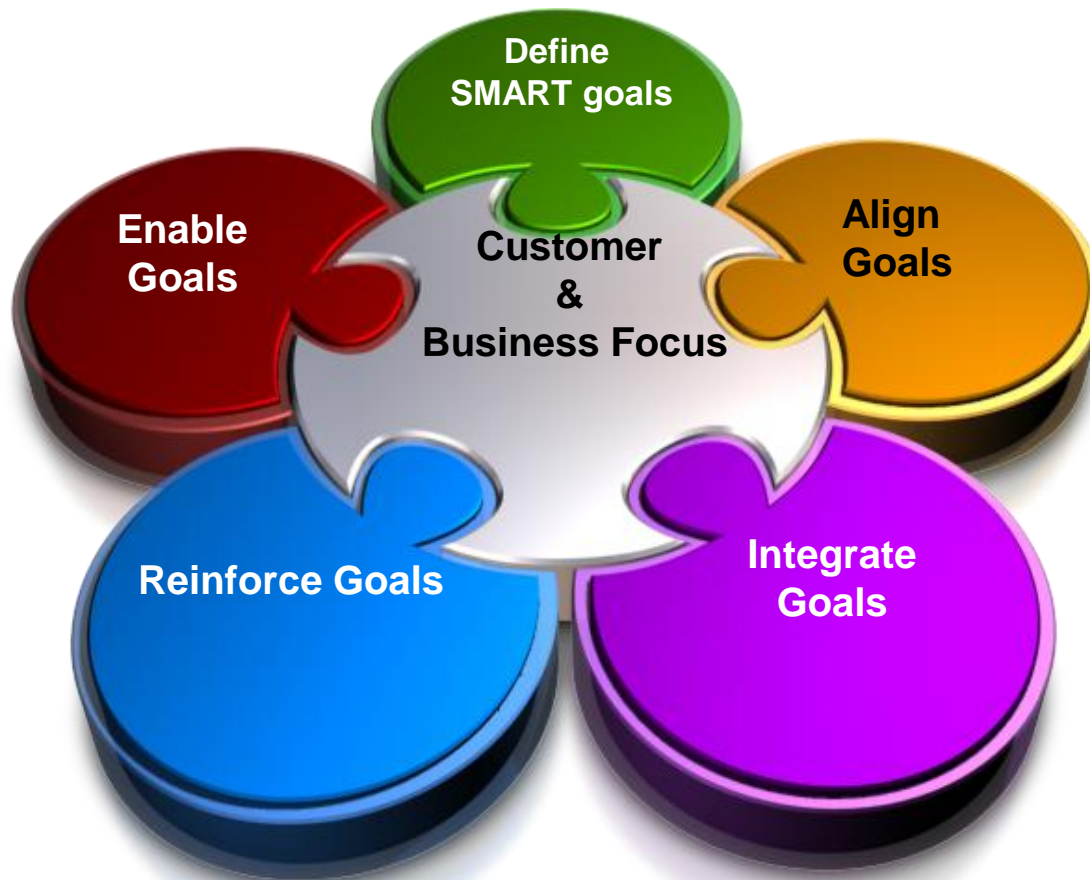 Define
SMART goals
Align
Goals
Integrate
Goals
Reinforce Goals
Enable
Goals
Customer
&
Business Focus